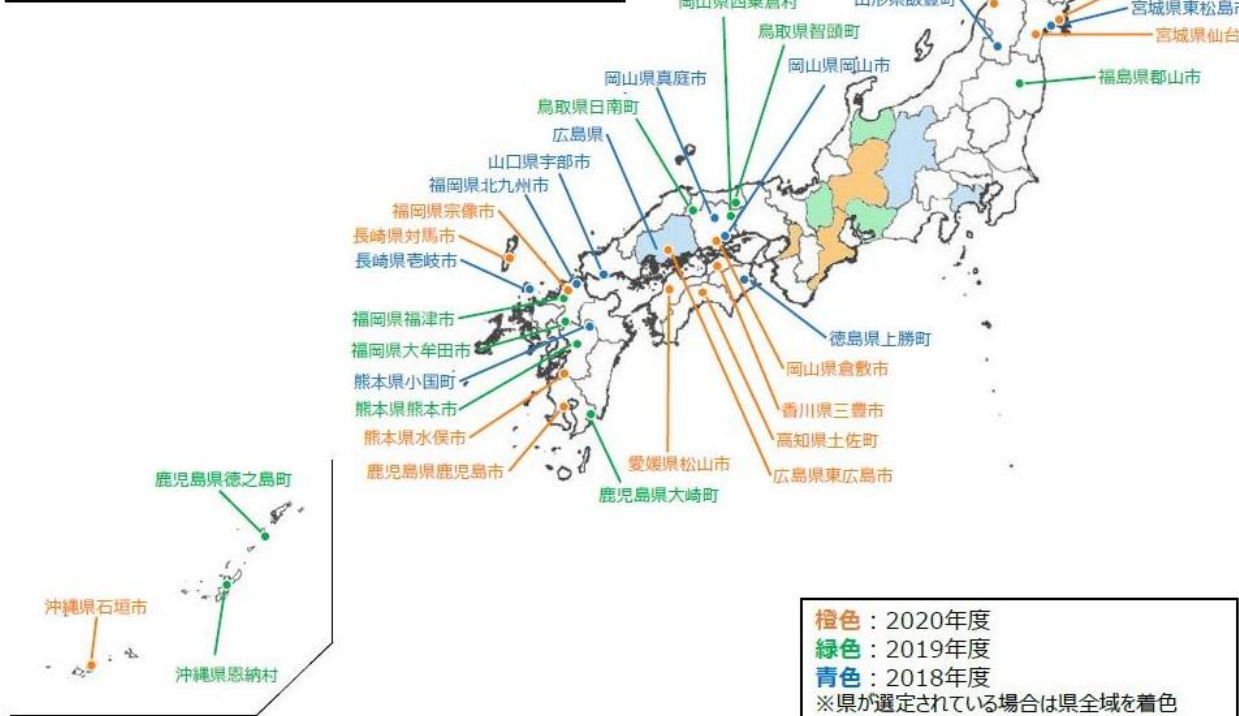 岡山県西粟倉村
山形県飯豊町
宮城県東松島市
鳥取県智頭町
宮城県仙台
岡山県真庭市
岡山県岡山市
福島県郡山市
鳥取県日南町
広島県
山口県宇部市
福岡県北九州市
福岡県宗像市
長崎県対馬市
長崎県壱岐市
福岡県福津市
福岡県大牟田市
熊本県小国町
熊本県熊本市
熊本県水俣市
鹿児島県鹿児島市
鹿児島県大崎町
愛媛県松山市
徳島県上勝町
岡山県倉敷市
香川県三豊市
高知県土佐町
広島県東広島市
鹿児島県徳之島町
沖縄県石垣市
沖縄県恩納村
橙色：2020年度
緑色：2019年度
青色：2018年度
※県が選定されている場合は県全域を着色